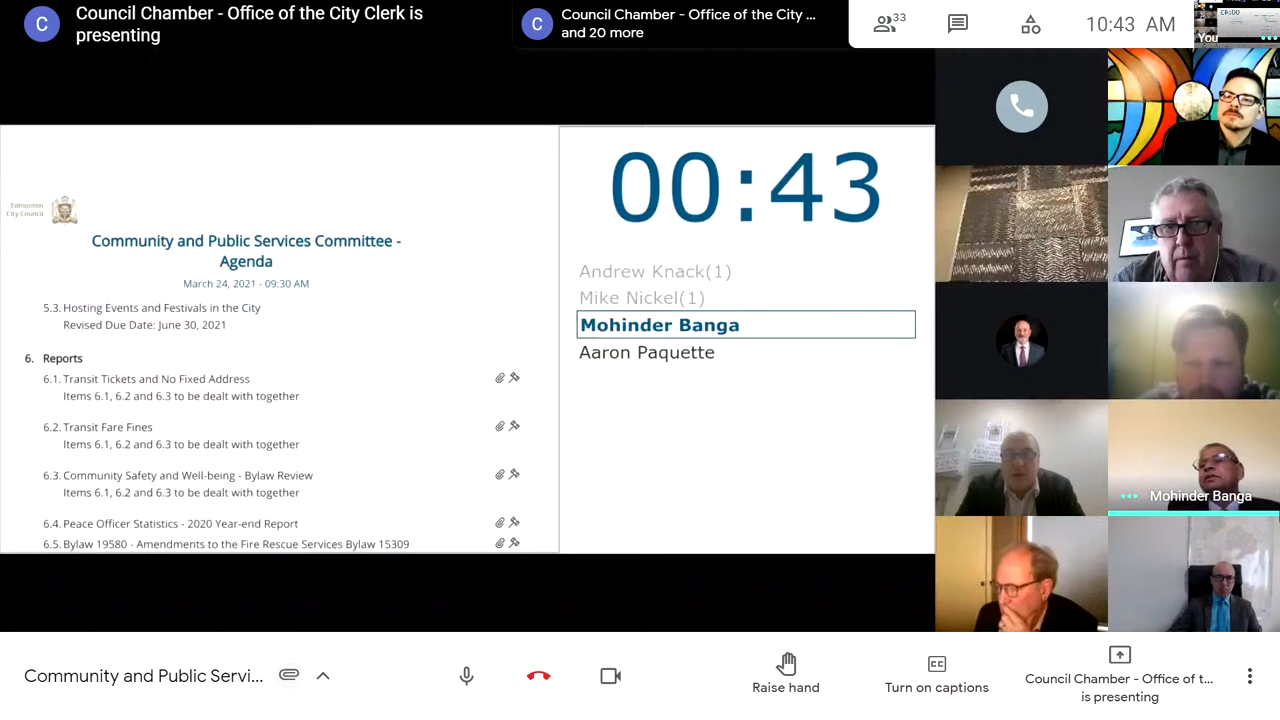 Council Chamber - Office of the City Clerk is
presenting
C
C
Council Chamber - Office of the City ...
and 20 more
33
10:43 AM
You
Edmonton
City Council
Community and Public Services Committee -
Agenda
March 24, 2021 - 09:30 AM
5.3. Hosting Events and Festivals in the City
Revised Due Date: June 30, 2021
6. Reports
6.1. Transit Tickets and No Fixed Address
Items 6.1, 6.2 and 6.3 to be dealt with together
6.2. Transit Fare Fines
Items 6.1, 6.2 and 6.3 to be dealt with together
6.3. Community Safety and Well-being - Bylaw Review
Items 6.1, 6.2 and 6.3 to be dealt with together
6.4. Peace Officer Statistics - 2020 Year-end Report
6.5. Bylaw 19580 - Amendments to the Fire Rescue Services Bylaw 15309
00:43
Andrew Knack(1)
Mike Nickel(1)
Mohinder Banga
Aaron Paquette
Mohinder Banga
Community and Public Servi...
Raise hand
Turn on captions
Council Chamber - Office of t...
is presenting